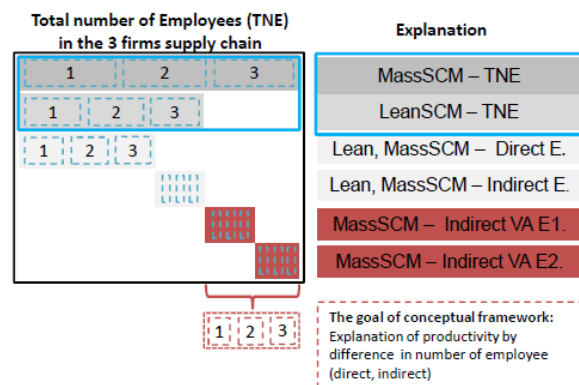 Total number of Employees (TNE)
in the 3 firms supply chain
Explanation
1 2 3
MassSCM – TNE
1 2 3
LeanSCM – TNE
1 2 3
Lean, MassSCM – Direct E.
Lean, MassSCM – Indirect E.
MassSCM – Indirect VA E1.
MassSCM – Indirect VA E2.
1 2 3
The goal of conceptual framework:
Explanation of productivity by
difference in number of employee
(direct, indirect)